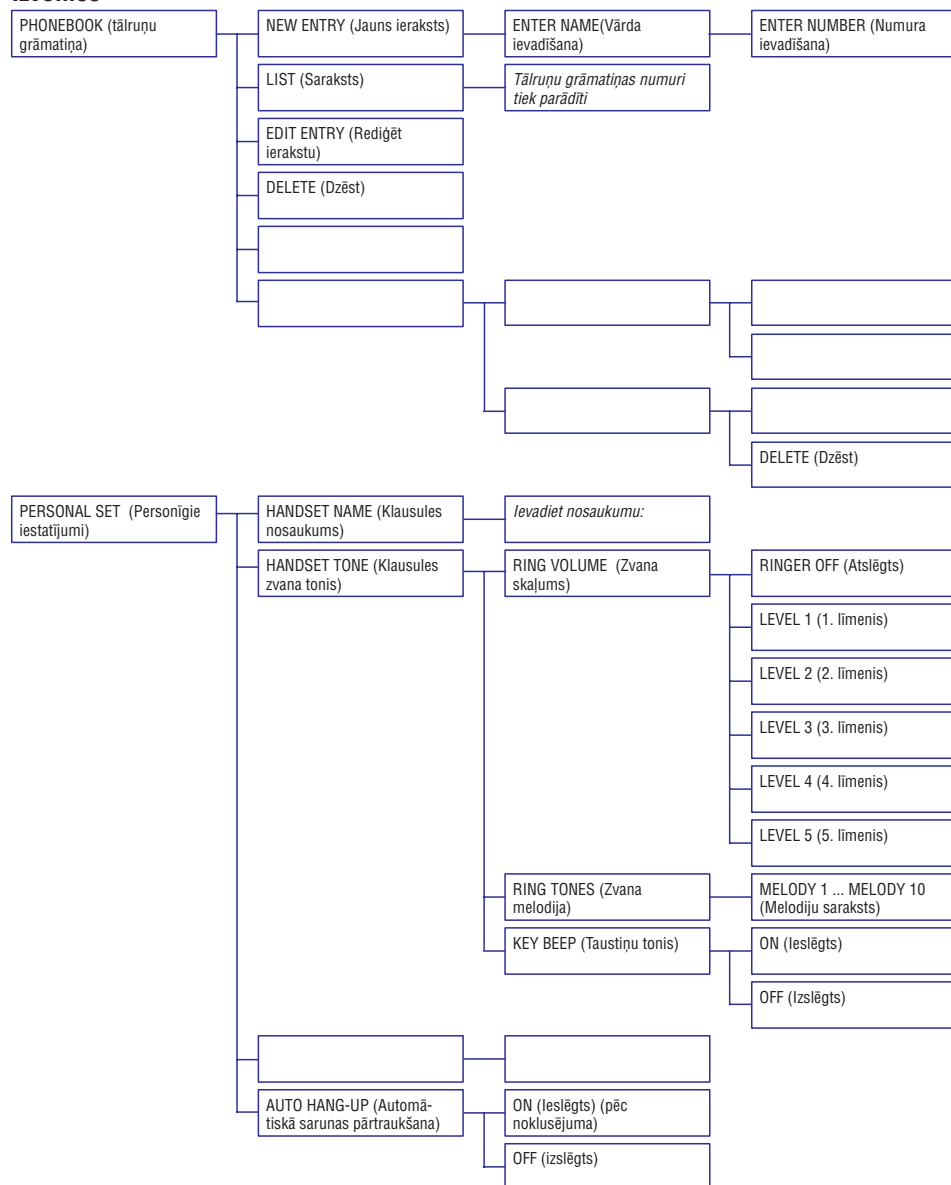 PHONEBOOK (tālruņu
grāmatiņa)
NEW ENTRY (Jauns ieraksts)
ENTER NAME(Vārda
ievadīšana)
ENTER NUMBER (Numura
ievadīšana)
LIST (Saraksts)
Tālruņu grāmatiņas numuri
tiek parādīti
EDIT ENTRY (Rediģēt
ierakstu)
DELETE (Dzēst)
DELETE (Dzēst)
PERSONAL SET (Personīgie
iestatījumi)
HANDSET NAME (Klausules
nosaukums)
Ievadiet nosaukumu:
HANDSET TONE (Klausules
zvana tonis)
RING VOLUME (Zvana
skaļums)
RINGER OFF (Atslēgts)
LEVEL 1 (1. līmenis)
LEVEL 2 (2. līmenis)
LEVEL 3 (3. līmenis)
LEVEL 4 (4. līmenis)
LEVEL 5 (5. līmenis)
RING TONES (Zvana
melodija)
MELODY 1 ... MELODY 10
(Melodiju saraksts)
KEY BEEP (Taustiņu tonis)
ON (Ieslēgts)
OFF (Izslēgts)
AUTO HANG-UP (Automā-
tiskā sarunas pārtraukšana)
ON (Ieslēgts) (pēc
noklusējuma)
OFF (izslēgts)